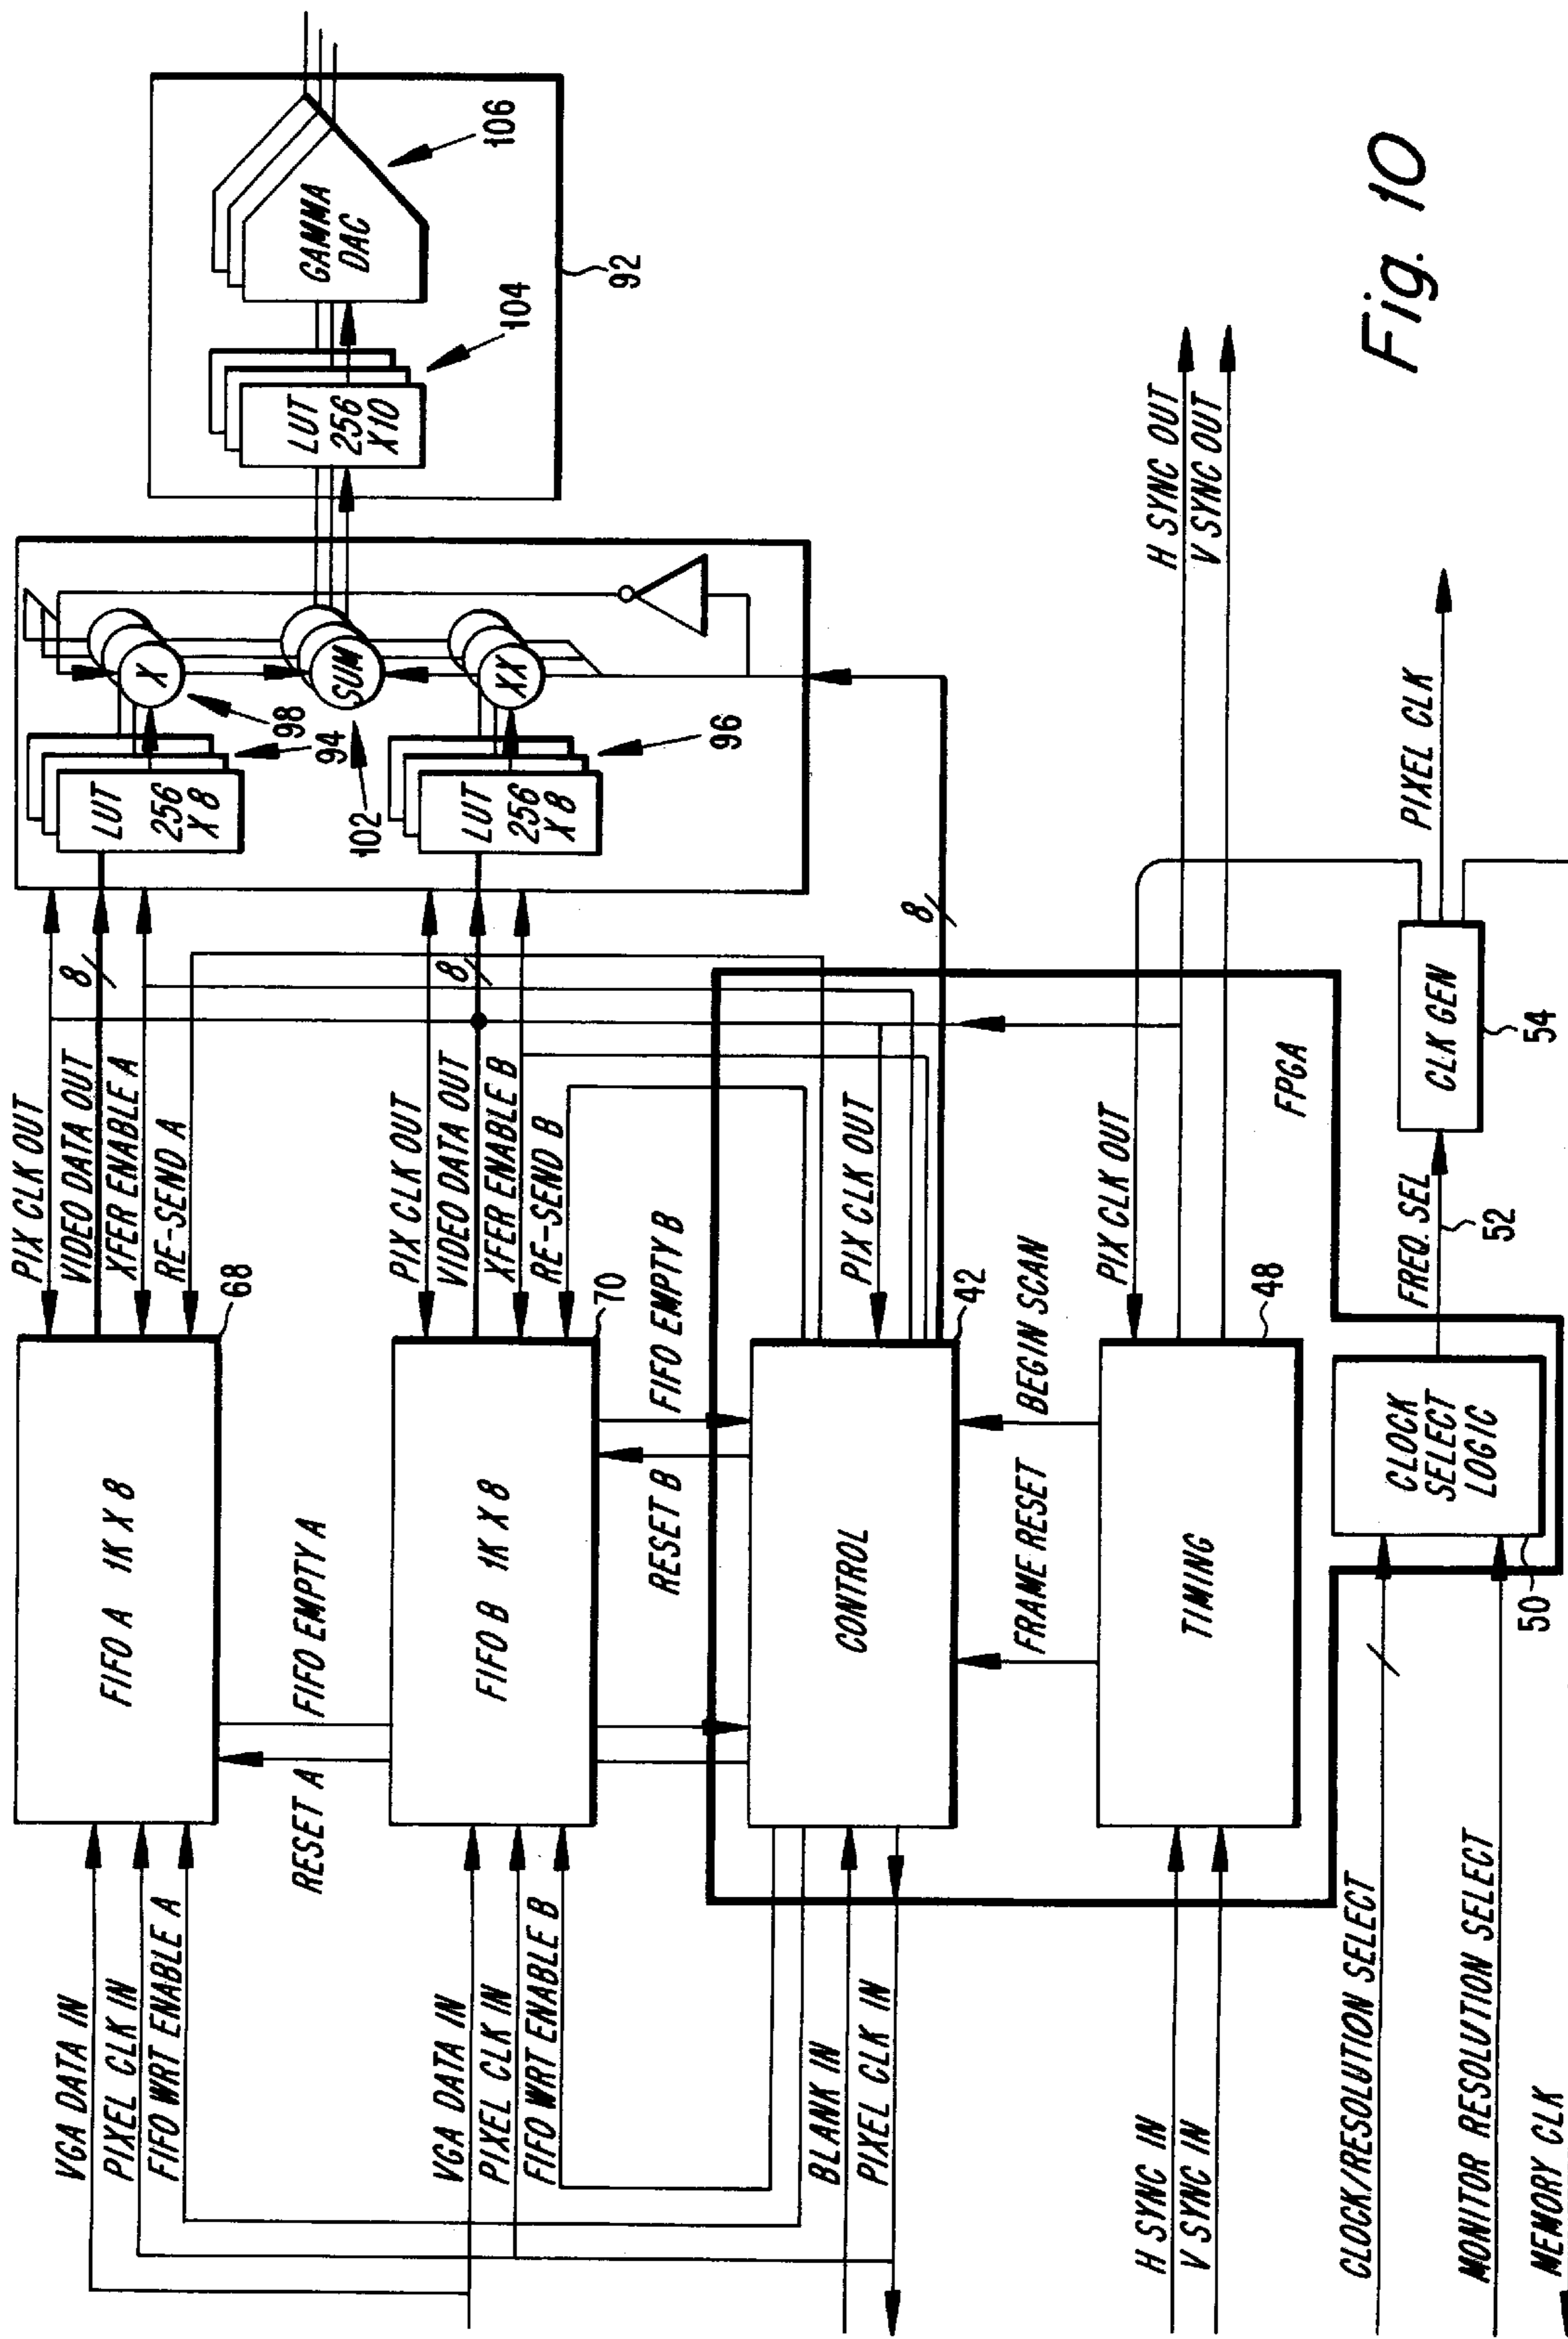 VGA DATA IN
PIXEL CLK IN
FIFO WRT ENABLE A
FIFO A 1K X 8
68
PIX CLK OUT
VIDEO DATA OUT
XFER ENABLE A
RE-SEND A
8
LUT
256
X 8
94
X
98
SUM
102
LUT
256
X 8
96
XX
LUT
256
X10
104
GAMMA
DAC
106
92
RESET A
FIFO EMPTY A
VGA DATA IN
PIXEL CLK IN
FIFO WRT ENABLE B
FIFO B 1K X 8
70
PIX CLK OUT
VIDEO DATA OUT
XFER ENABLE B
RE-SEND B
8
RESET B
FIFO EMPTY B
BLANK IN
PIXEL CLK IN
CONTROL
42
PIX CLK OUT
8
FRAME RESET
BEGIN SCAN
H SYNC IN
V SYNC IN
TIMING
48
PIX CLK OUT
FPGA
H SYNC OUT
V SYNC OUT
CLOCK/RESOLUTION SELECT
MONITOR RESOLUTION SELECT
MEMORY CLK
CLOCK
SELECT
LOGIC
50
FREQ. SEL
52
CLK GEN
54
PIXEL CLK
Fig. 10